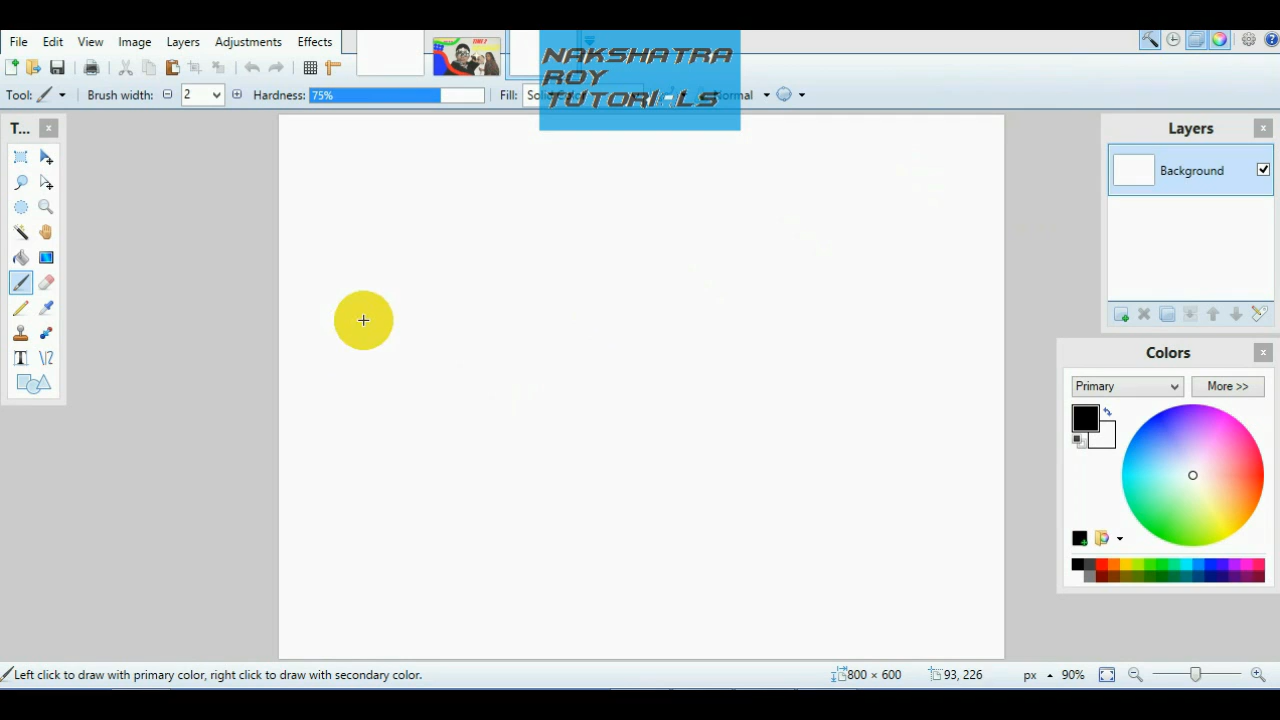 File Edit View Image Layers Adjustments Effects
NAKSHATRA
ROY
TUTORIALS
Tool: Brush width: 2 Hardness: 75% Fill: Normal
T...
Layers
Background
Colors
Primary More >>
Left click to draw with primary color, right click to draw with secondary color. 800 × 600 93, 226 px 90%